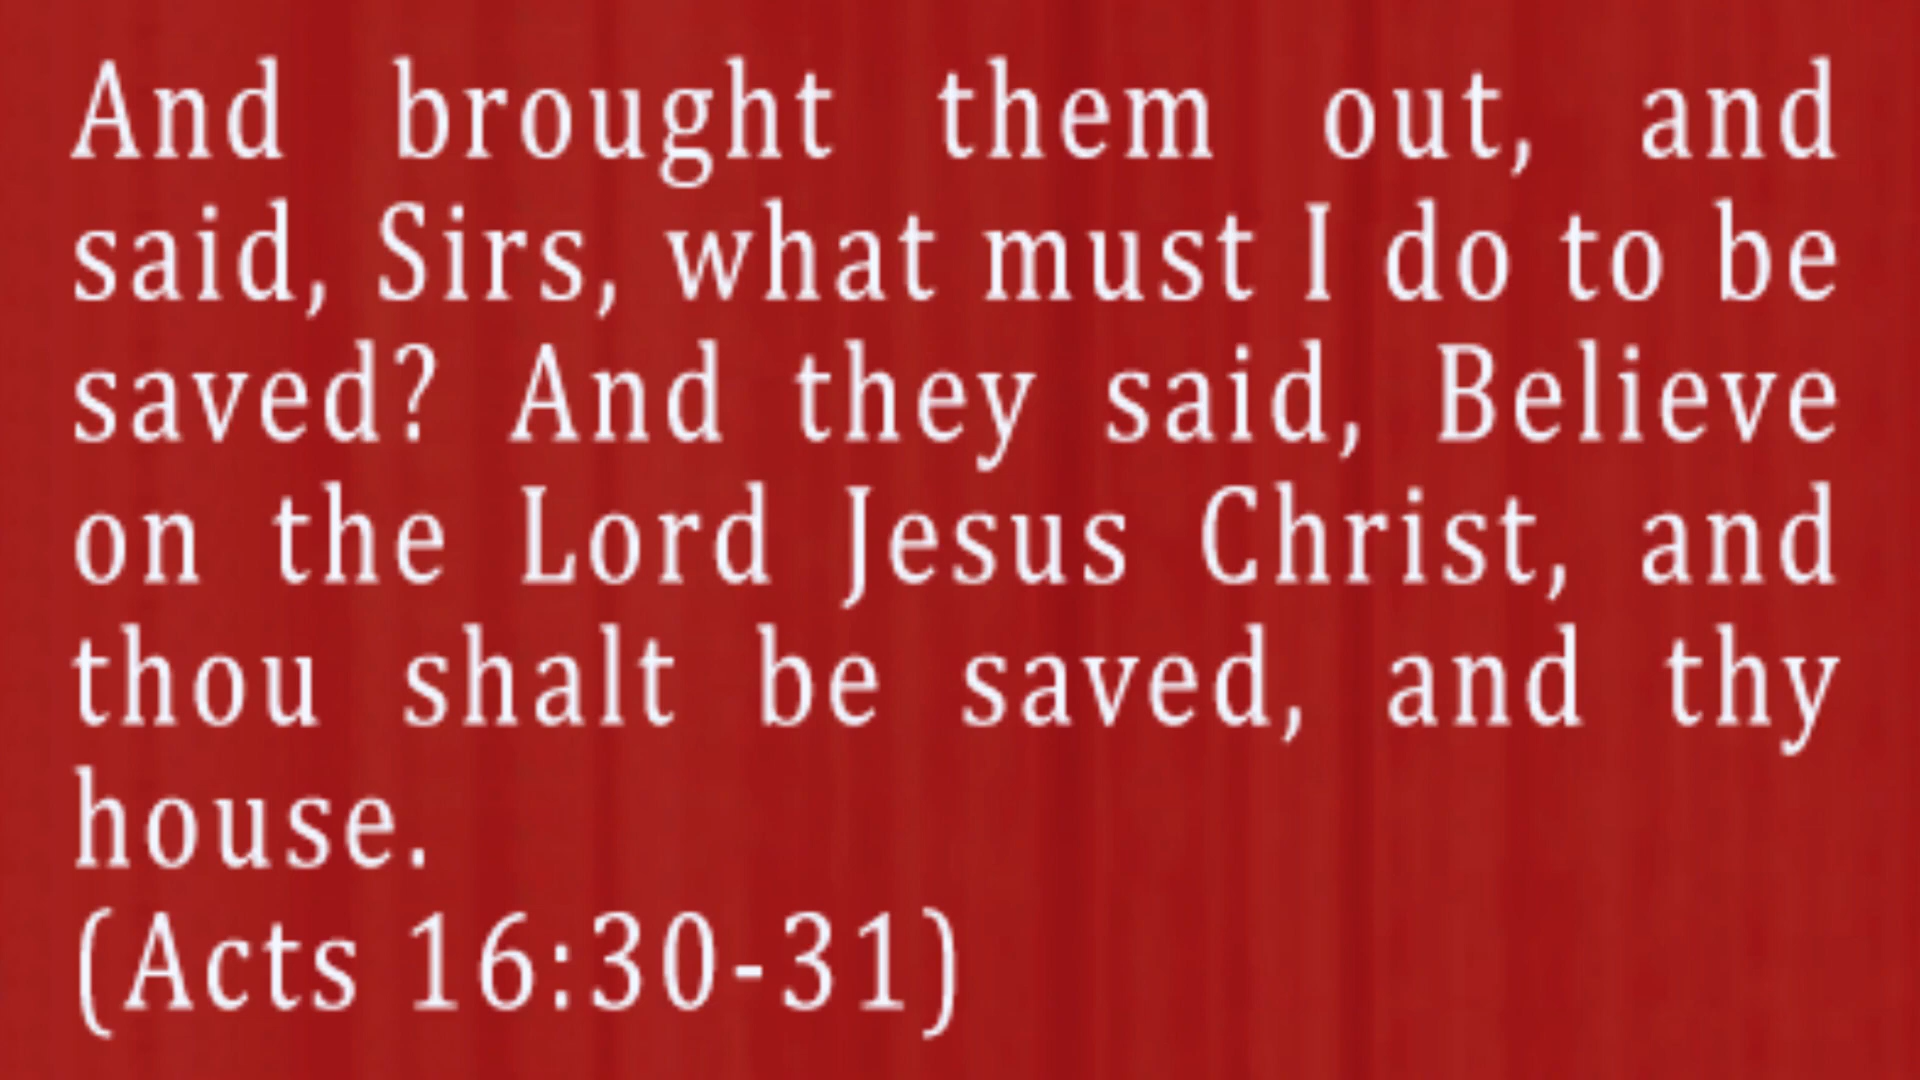 And brought them out, and
said, Sirs, what must I do to be
saved? And they said, Believe
on the Lord Jesus Christ, and
thou shalt be saved, and thy
house.
(Acts 16:30-31)